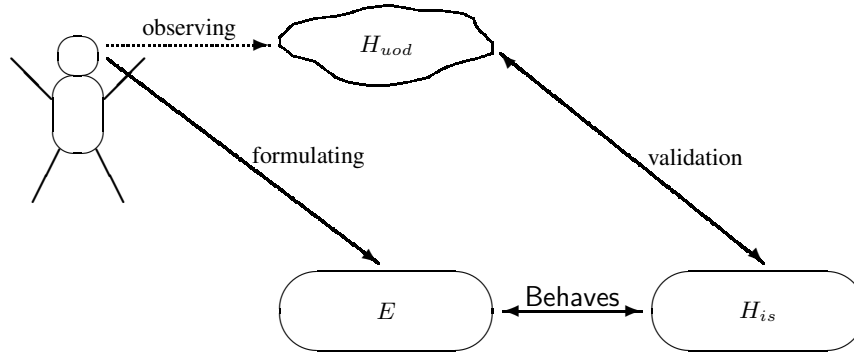 observing
H_uod
formulating
validation
E
Behaves
H_is